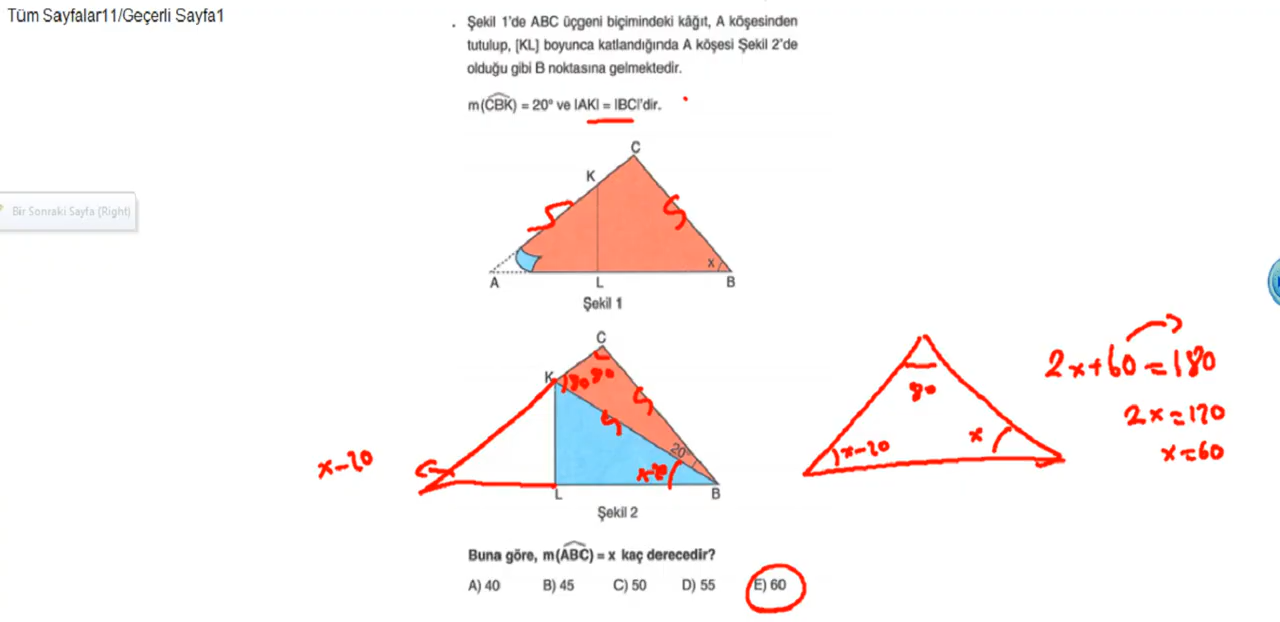 Tüm Sayfalar11/Geçerli Sayfa1
. Şekil 1'de ABC üçgeni biçimindeki kâğıt, A köşesinden
tutulup, [KL] boyunca katlandığında A köşesi Şekil 2'de
olduğu gibi B noktasına gelmektedir.
m(CBK) = 20° ve |AK| = |BC|'dir.
C
K
Bir Sonraki Sayfa (Right)
x
A L B
Şekil 1
C
K 80 80
20°
x-20
x-20
L B
Şekil 2
80
x-20 x
2x+60=180
2x=120
x=60
Buna göre, m(ABC) = x kaç derecedir?
A) 40 B) 45 C) 50 D) 55 E) 60